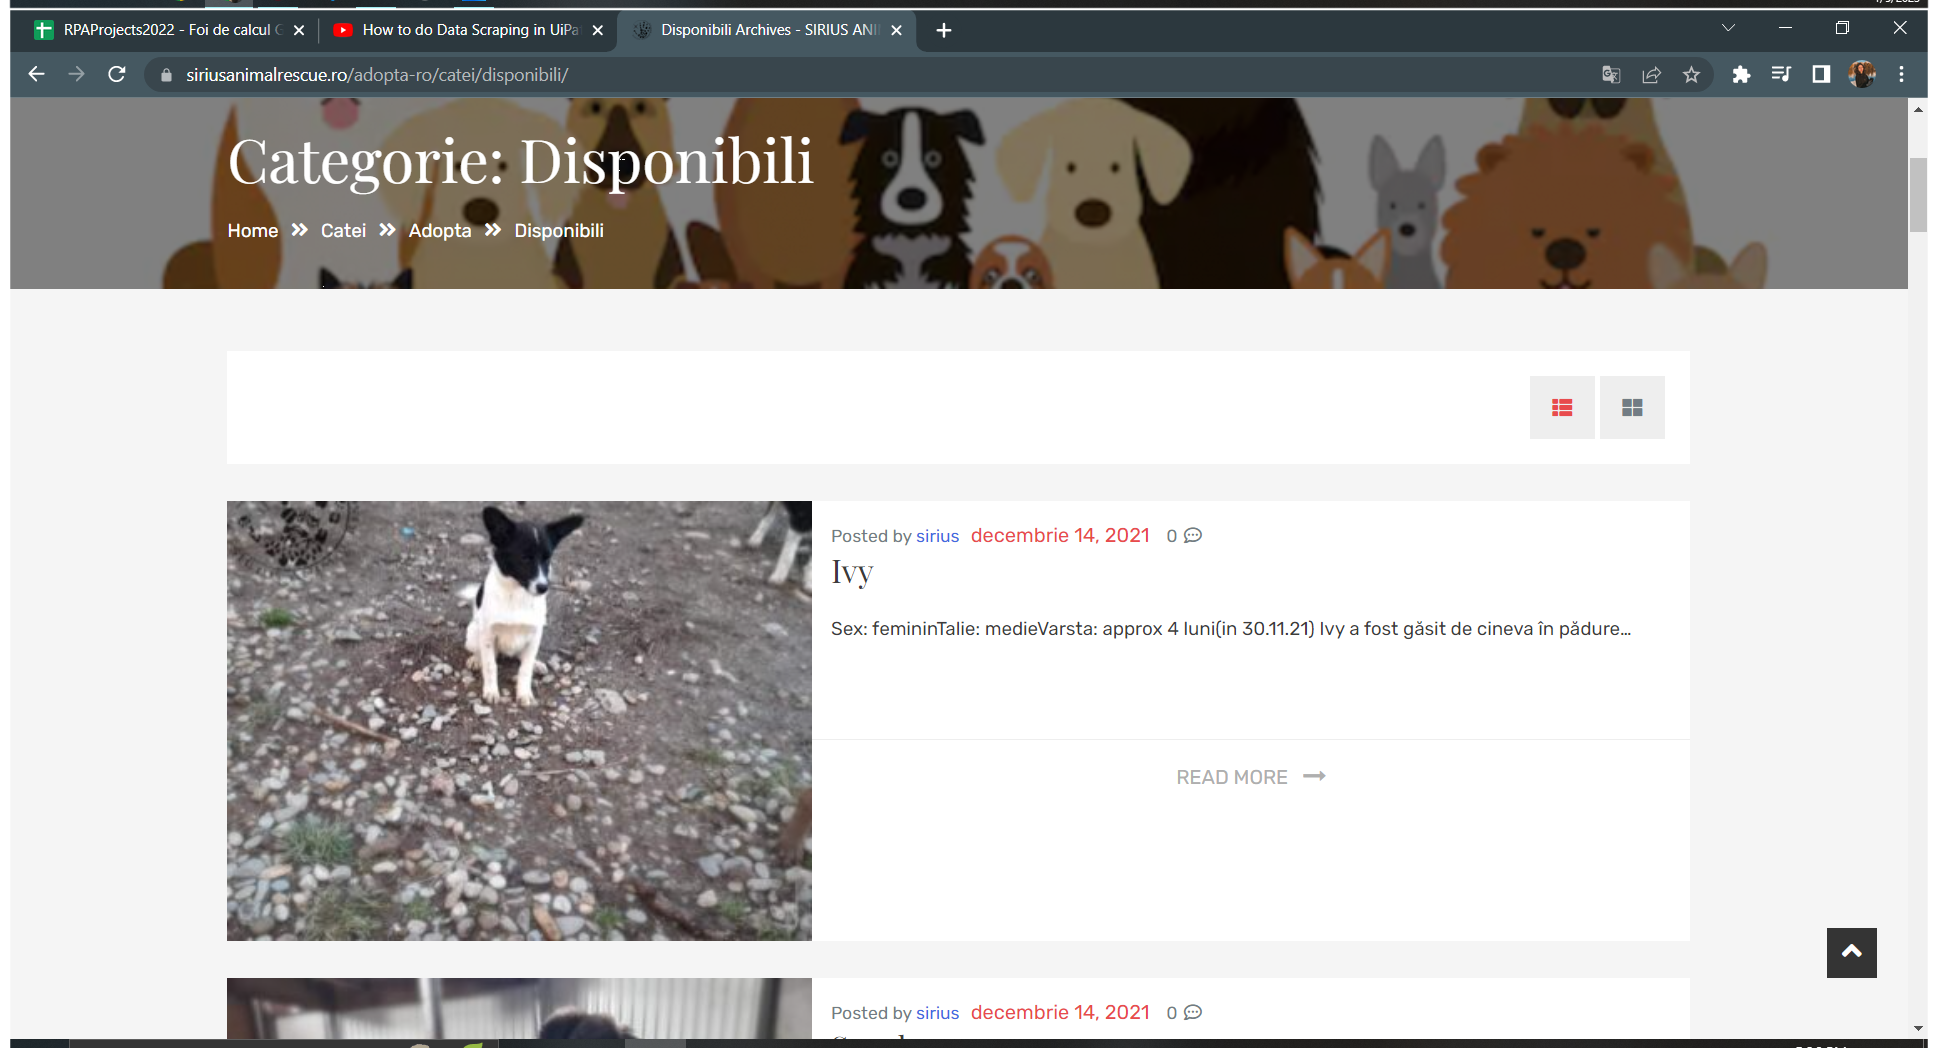 RPAProjects2022 - Foi de calcul G
How to do Data Scraping in UiPa
Disponibili Archives - SIRIUS ANI
siriusanimalrescue.ro/adopta-ro/catei/disponibili/
Categorie: Disponibili
Home » Catei » Adopta » Disponibili
Posted by sirius decembrie 14, 2021 0
Ivy
Sex: femininTalie: medieVarsta: approx 4 luni(in 30.11.21) Ivy a fost găsit de cineva în pădure…
READ MORE
Posted by sirius decembrie 14, 2021 0